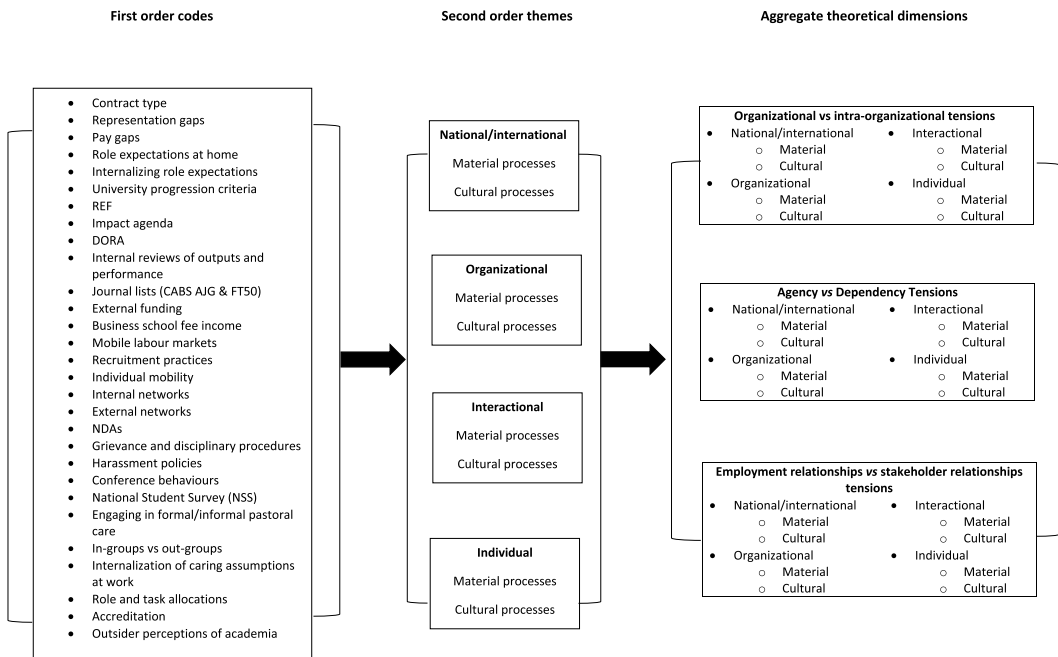 First order codes
Second order themes
Aggregate theoretical dimensions
• Contract type
• Representation gaps
• Pay gaps
• Role expectations at home
• Internalizing role expectations
• University progression criteria
• REF
• Impact agenda
• DORA
• Internal reviews of outputs and
performance
• Journal lists (CABS AJG & FT50)
• External funding
• Business school fee income
• Mobile labour markets
• Recruitment practices
• Individual mobility
• Internal networks
• External networks
• NDAs
• Grievance and disciplinary procedures
• Harassment policies
• Conference behaviours
• National Student Survey (NSS)
• Engaging in formal/informal pastoral
care
• In-groups vs out-groups
• Internalization of caring assumptions
at work
• Role and task allocations
• Accreditation
• Outsider perceptions of academia
National/international
Material processes
Cultural processes
Organizational
Material processes
Cultural processes
Interactional
Material processes
Cultural processes
Individual
Material processes
Cultural processes
Organizational vs intra-organizational tensions
• National/international
o Material
o Cultural
• Organizational
o Material
o Cultural
• Interactional
o Material
o Cultural
• Individual
o Material
o Cultural
Agency vs Dependency Tensions
• National/international
o Material
o Cultural
• Organizational
o Material
o Cultural
• Interactional
o Material
o Cultural
• Individual
o Material
o Cultural
Employment relationships vs stakeholder relationships
tensions
• National/international
o Material
o Cultural
• Organizational
o Material
o Cultural
• Interactional
o Material
o Cultural
• Individual
o Material
o Cultural